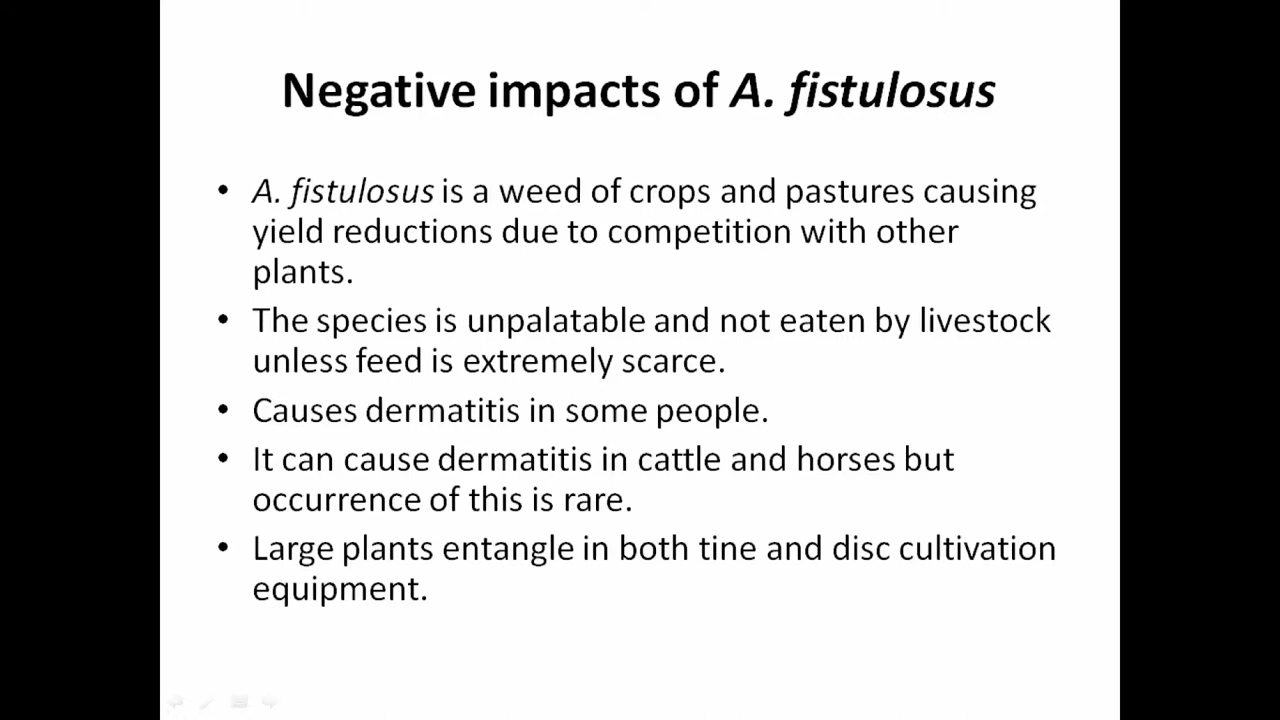 Negative impacts of A. fistulosus
• A. fistulosus is a weed of crops and pastures causing
yield reductions due to competition with other
plants.
• The species is unpalatable and not eaten by livestock
unless feed is extremely scarce.
• Causes dermatitis in some people.
• It can cause dermatitis in cattle and horses but
occurrence of this is rare.
• Large plants entangle in both tine and disc cultivation
equipment.